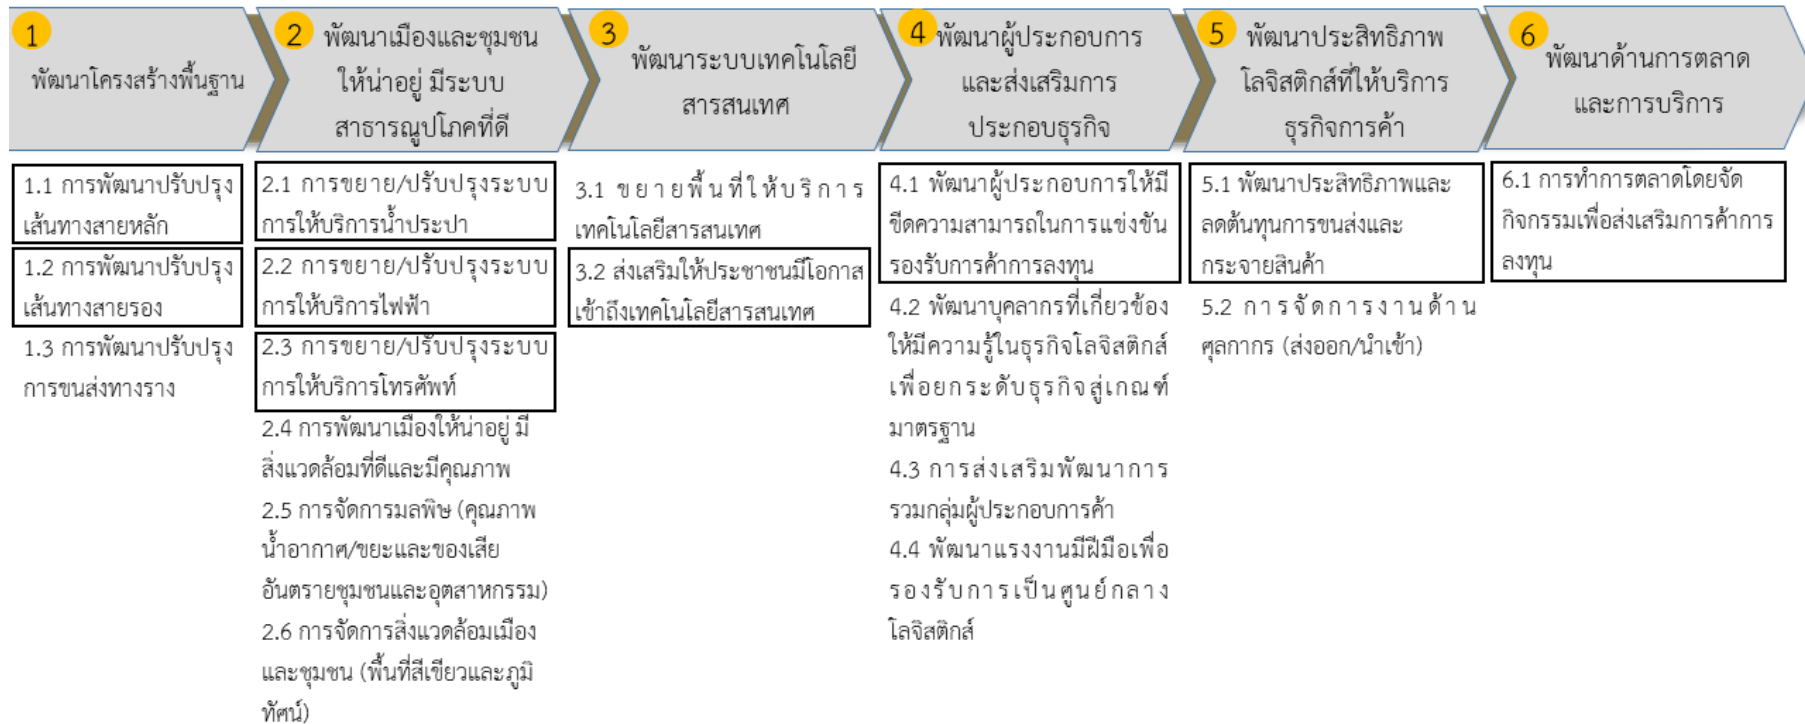 1
พัฒนาโครงสร้างพื้นฐาน
2 พัฒนาเมืองและชุมชน
ให้น่าอยู่ มีระบบ
สาธารณูปโภคที่ดี
3
พัฒนาระบบเทคโนโลยี
สารสนเทศ
4 พัฒนาผู้ประกอบการ
และส่งเสริมการ
ประกอบธุรกิจ
5 พัฒนาประสิทธิภาพ
โลจิสติกส์ที่ให้บริการ
ธุรกิจการค้า
6
พัฒนาด้านการตลาด
และการบริการ
1.1 การพัฒนาปรับปรุง
เส้นทางสายหลัก
1.2 การพัฒนาปรับปรุง
เส้นทางสายรอง
1.3 การพัฒนาปรับปรุง
การขนส่งทางราง
2.1 การขยาย/ปรับปรุงระบบ
การให้บริการน้ำประปา
2.2 การขยาย/ปรับปรุงระบบ
การให้บริการไฟฟ้า
2.3 การขยาย/ปรับปรุงระบบ
การให้บริการโทรศัพท์
2.4 การพัฒนาเมืองให้น่าอยู่ มี
สิ่งแวดล้อมที่ดีและมีคุณภาพ
2.5 การจัดการมลพิษ (คุณภาพ
น้ำอากาศ/ขยะและของเสีย
อันตรายชุมชนและอุตสาหกรรม)
2.6 การจัดการสิ่งแวดล้อมเมือง
และชุมชน (พื้นที่สีเขียวและภูมิ
ทัศน์)
3.1 ขยายพื้นที่ให้บริการ
เทคโนโลยีสารสนเทศ
3.2 ส่งเสริมให้ประชาชนมีโอกาส
เข้าถึงเทคโนโลยีสารสนเทศ
4.1 พัฒนาผู้ประกอบการให้มี
ขีดความสามารถในการแข่งขัน
รองรับการค้าการลงทุน
4.2 พัฒนาบุคลากรที่เกี่ยวข้อง
ให้มีความรู้ในธุรกิจโลจิสติกส์
เพื่อยกระดับธุรกิจสู่เกณฑ์
มาตรฐาน
4.3 การส่งเสริมพัฒนาการ
รวมกลุ่มผู้ประกอบการค้า
4.4 พัฒนาแรงงานมีฝีมือเพื่อ
รองรับการเป็นศูนย์กลาง
โลจิสติกส์
5.1 พัฒนาประสิทธิภาพและ
ลดต้นทุนการขนส่งและ
กระจายสินค้า
5.2 การจัดการงานด้าน
ศุลกากร (ส่งออก/นำเข้า)
6.1 การทำการตลาดโดยจัด
กิจกรรมเพื่อส่งเสริมการค้าการ
ลงทุน